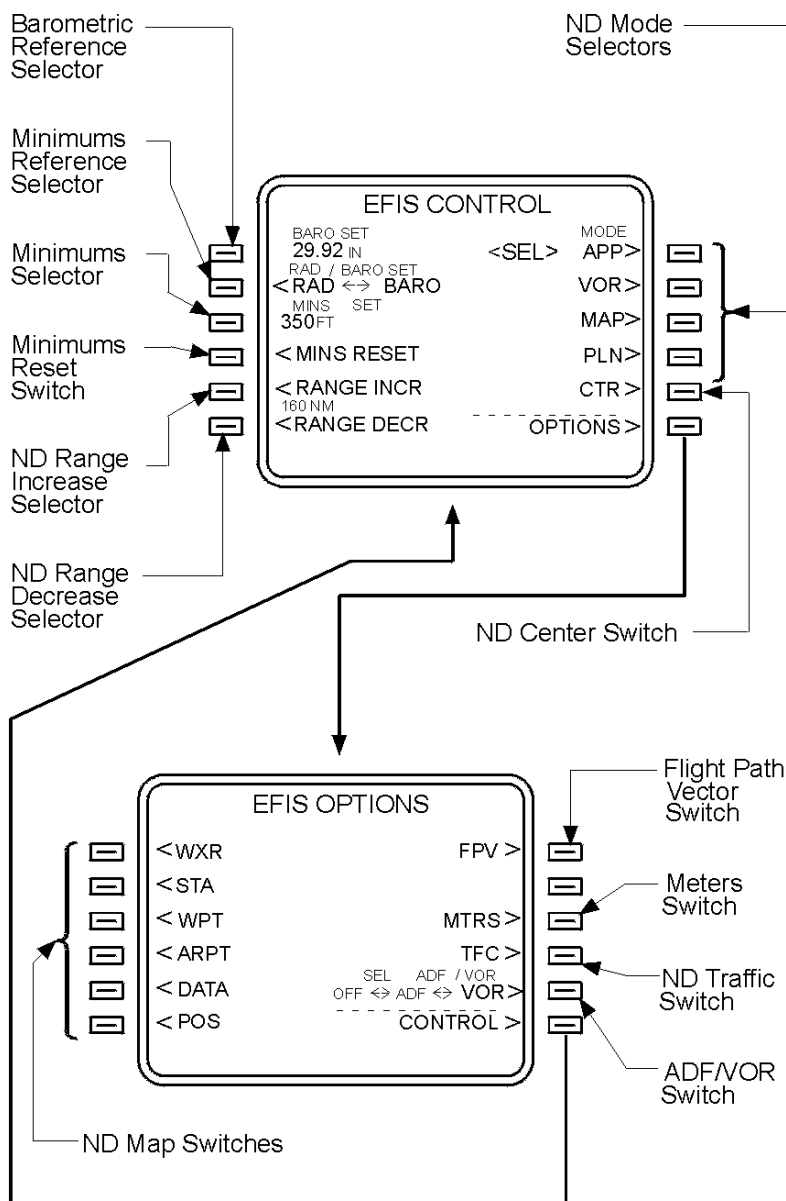 Barometric
Reference
Selector
ND Mode
Selectors
Minimums
Reference
Selector
Minimums
Selector
Minimums
Reset
Switch
ND Range
Increase
Selector
ND Range
Decrease
Selector
EFIS CONTROL
BARO SET
29.92 IN
<SEL>
MODE
APP>
RAD / BARO SET
<RAD <-> BARO
VOR>
MINS SET
350FT
MAP>
<MINS RESET
PLN>
<RANGE INCR
CTR>
160 NM
<RANGE DECR
- - - - - - - - - - -
OPTIONS>
ND Center Switch
EFIS OPTIONS
<WXR
FPV >
<STA
<WPT
MTRS>
<ARPT
TFC>
SEL ADF / VOR
<DATA
OFF <-> ADF <-> VOR>
- - - - - - - - - - - - -
<POS
CONTROL >
Flight Path
Vector
Switch
Meters
Switch
ND Traffic
Switch
ADF/VOR
Switch
ND Map Switches